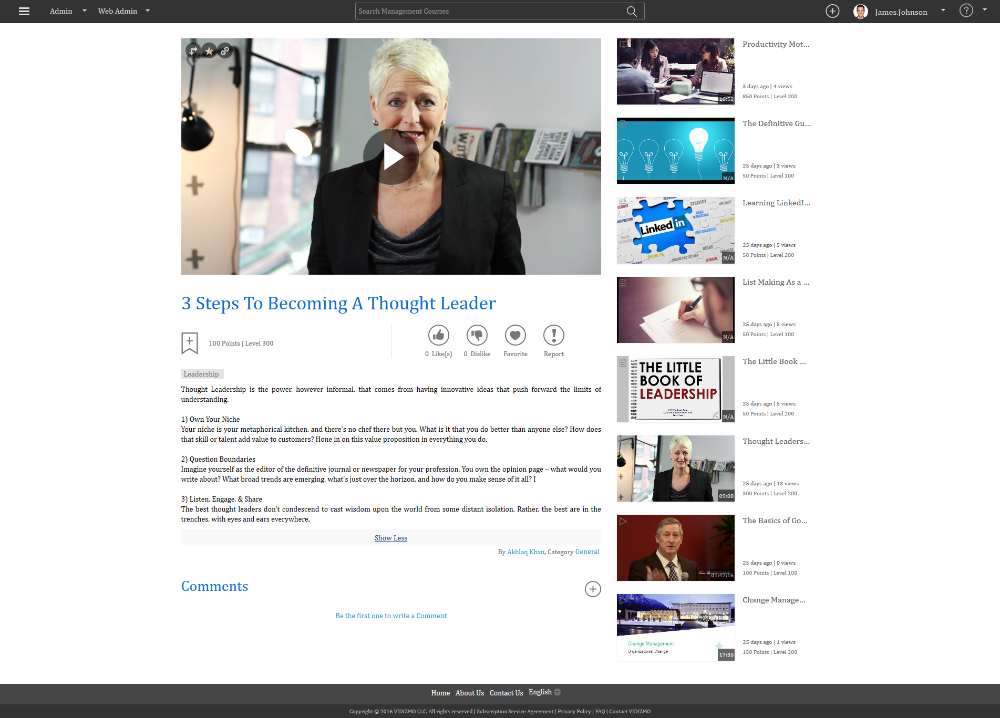 Admin
Web Admin
Search Management Courses
James.Johnson
?
3 Steps To Becoming A Thought Leader
100 Points | Level 300
0 Like(s)
0 Dislike
Favorite
Report
Leadership
Thought Leadership is the power, however informal, that comes from having innovative ideas that push forward the limits of
understanding.
1) Own Your Niche
Your niche is your metaphorical kitchen, and there's no chef there but you. What is it that you do better than anyone else? How does
that skill or talent add value to customers? Hone in on this value proposition in everything you do.
2) Question Boundaries
Imagine yourself as the editor of the definitive journal or newspaper for your profession. You own the opinion page – what would you
write about? What broad trends are emerging, what's just over the horizon, and how do you make sense of it all? I
3) Listen, Engage, & Share
The best thought leaders don't condescend to cast wisdom upon the world from some distant isolation. Rather, the best are in the
trenches, with eyes and ears everywhere.
Show Less
By Akhlaq Khan, Category General
Comments
Be the first one to write a Comment
16:52
Productivity Mot...
3 days ago | 4 views
850 Points | Level 200
N/A
The Definitive Gu...
25 days ago | 3 views
50 Points | Level 100
NETWORK
STRATEGY
INTERNET
CLIENTS
EMAIL
MARKETING
INNOVATION
ANALYSIS
Linked in
LINK BUILDING
SOCIAL
NETWORK
BLOGS
BUSINESS
ONLINE PR
BRAND PROTECTION
WEBSITE
N/A
Learning LinkedI...
25 days ago | 5 views
50 Points | Level 200
N/A
List Making As a ...
25 days ago | 5 views
50 Points | Level 100
THE LITTLE
BOOK OF
LEADERSHIP
N/A
The Little Book ...
25 days ago | 5 views
50 Points | Level 200
09:08
Thought Leaders...
25 days ago | 13 views
300 Points | Level 200
01:47:16
The Basics of Go...
25 days ago | 0 views
100 Points | Level 100
Change Management
Organizational Change
17:35
Change Manage...
25 days ago | 1 views
150 Points | Level 200
Home | About Us | Contact Us | English
Copyright © 2016 VIDIZMO LLC. All rights reserved | Subscription Service Agreement | Privacy Policy | FAQ | Contact VIDIZMO